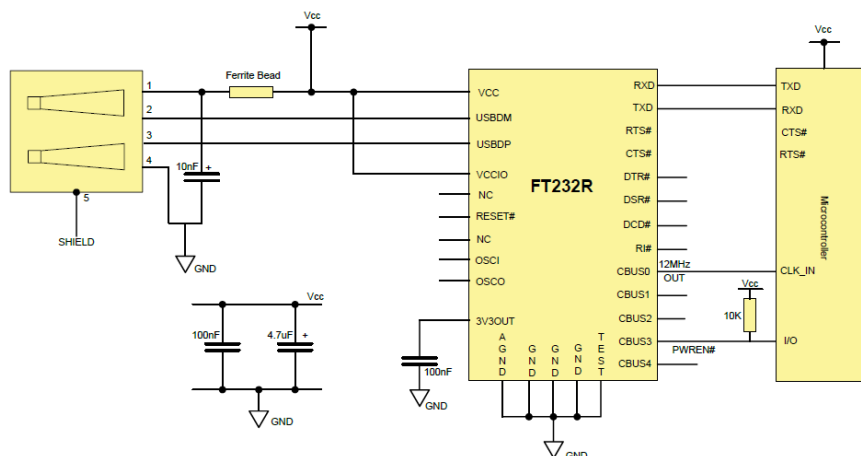 Vcc
Ferrite Bead
1
2
3
4
5
SHIELD
10nF +
GND
Vcc
100nF
4.7uF +
GND
VCC
USBDM
USBDP
VCCIO
NC
RESET#
NC
OSCI
OSCO
3V3OUT
100nF
GND
FT232R
AGND
GND
GND
GND
TEST
GND
RXD
TXD
RTS#
CTS#
DTR#
DSR#
DCD#
RI#
CBUS0
CBUS1
CBUS2
CBUS3
CBUS4
12MHz
OUT
PWREN#
Vcc
10K
Vcc
TXD
RXD
CTS#
RTS#
Microcontroller
CLK_IN
I/O